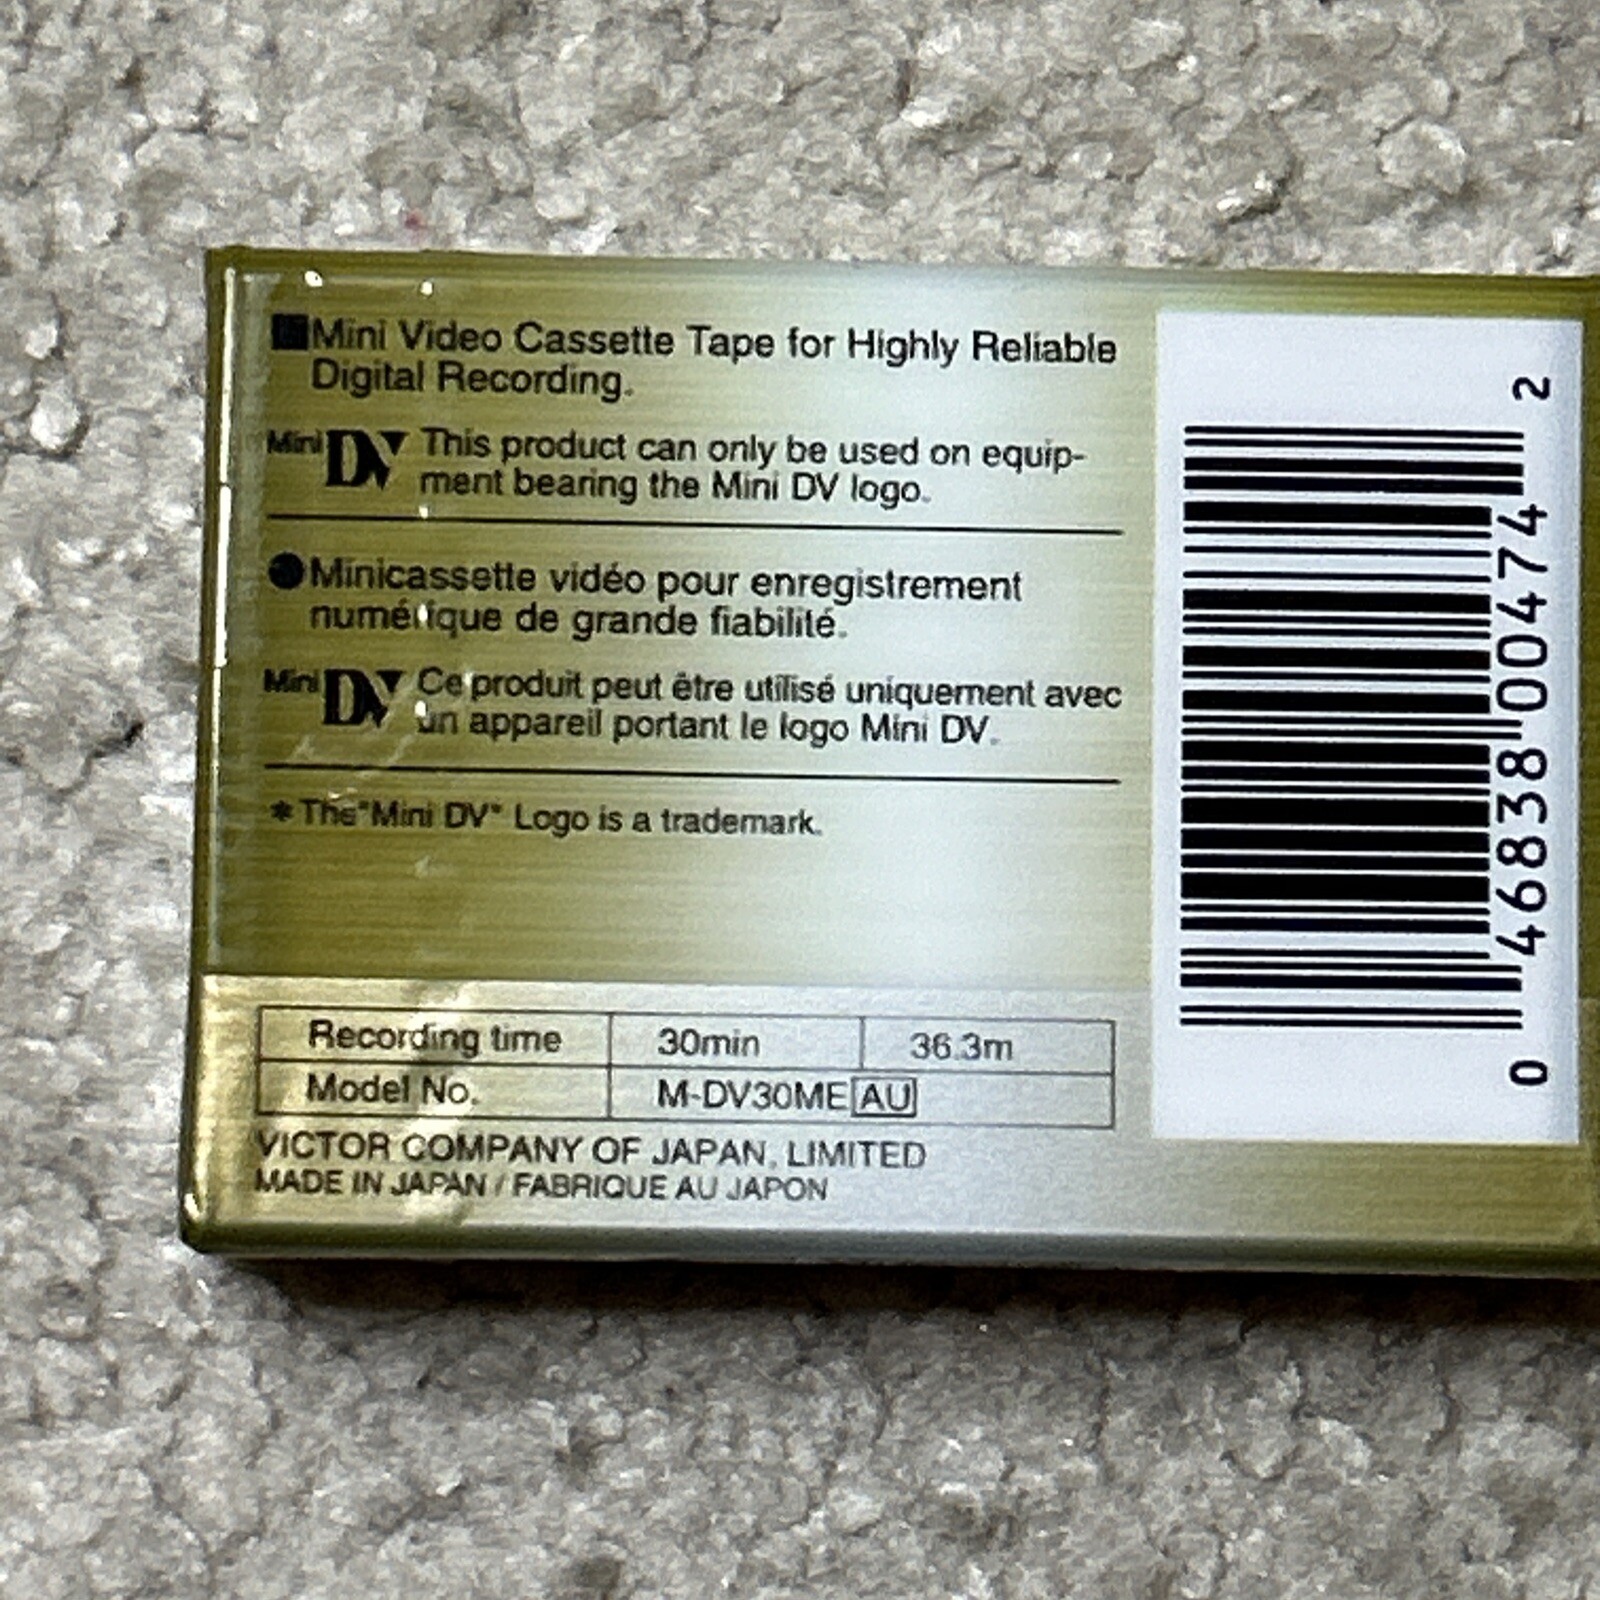 ■Mini Video Cassette Tape for Highly Reliable
Digital Recording.
Mini DV This product can only be used on equip-
ment bearing the Mini DV logo.
●Minicassette vidéo pour enregistrement
numérique de grande fiabilité.
Mini DV Ce produit peut être utilisé uniquement avec
un appareil portant le logo Mini DV.
* The "Mini DV" Logo is a trademark.
Recording time 30min 36.3m
Model No. M-DV30ME AU
VICTOR COMPANY OF JAPAN, LIMITED
MADE IN JAPAN / FABRIQUE AU JAPON
0 46838 00474 2